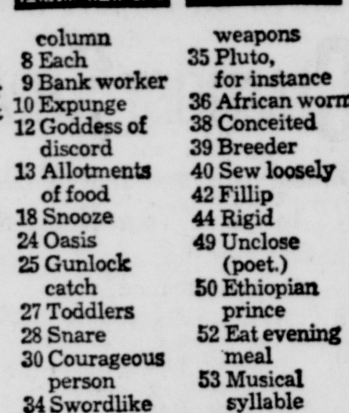 column
8 Each
9 Bank worker
10 Expunge
12 Goddess of
discord
13 Allotments
of food
18 Snooze
24 Oasis
25 Gunlock
catch
27 Toddlers
28 Snare
30 Courageous
person
34 Swordlike
weapons
35 Pluto,
for instance
36 African worm
38 Conceited
39 Breeder
40 Sew loosely
42 Fillip
44 Rigid
49 Unclose
(poet.)
50 Ethiopian
prince
52 Eat evening
meal
53 Musical
syllable